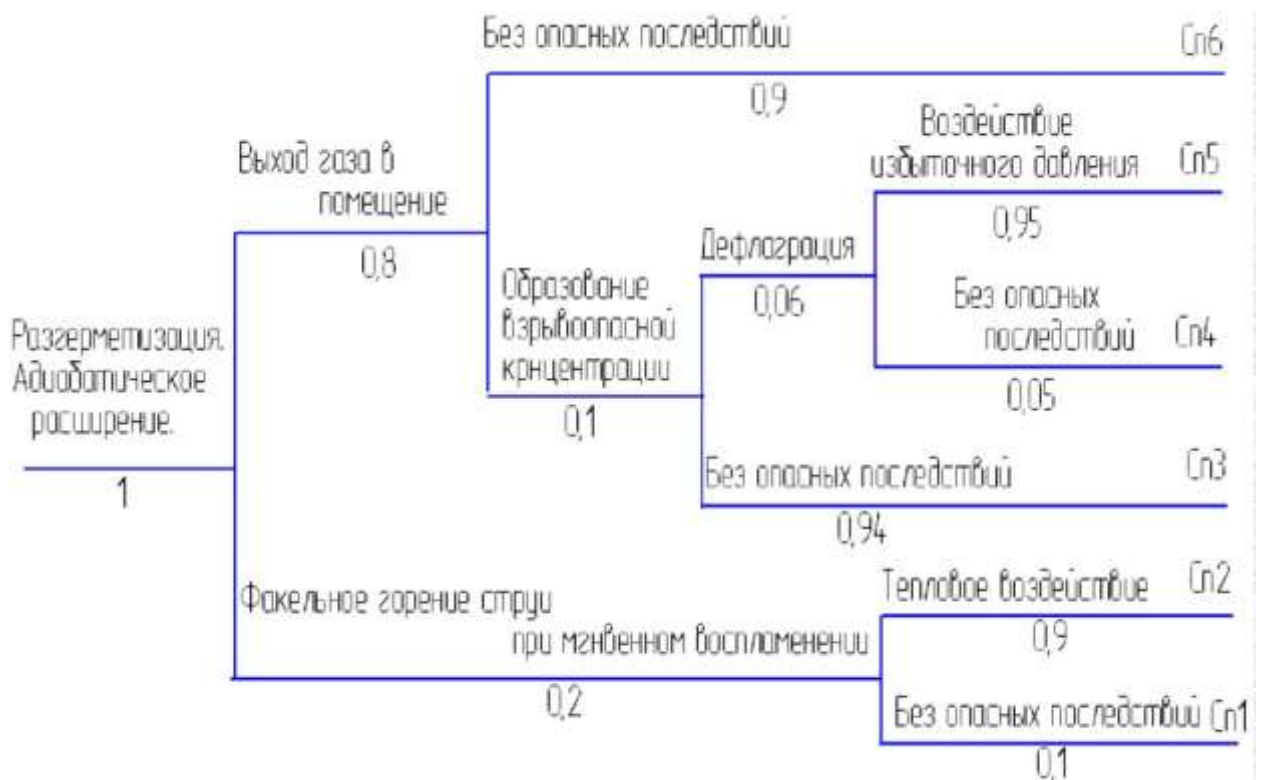 Без опасных последствий
Сп6
0,9
Воздействие
избыточного давления
Сп5
0,95
Выход газа в
помещение
0,8
Дефлаграция
0,06
Образование
взрывоопасной
крнцентрации
0,1
Без опасных
последствий
Сп4
0,05
Разгерметизация.
Адиабатическое
расширение.
1
Без опасных последствий
Сп3
0,94
Факельное горение струи
при мгнвенном воспламенении
0,2
Тепловое воздействие
Сп2
0,9
Без опасных последствий Сп1
0,1